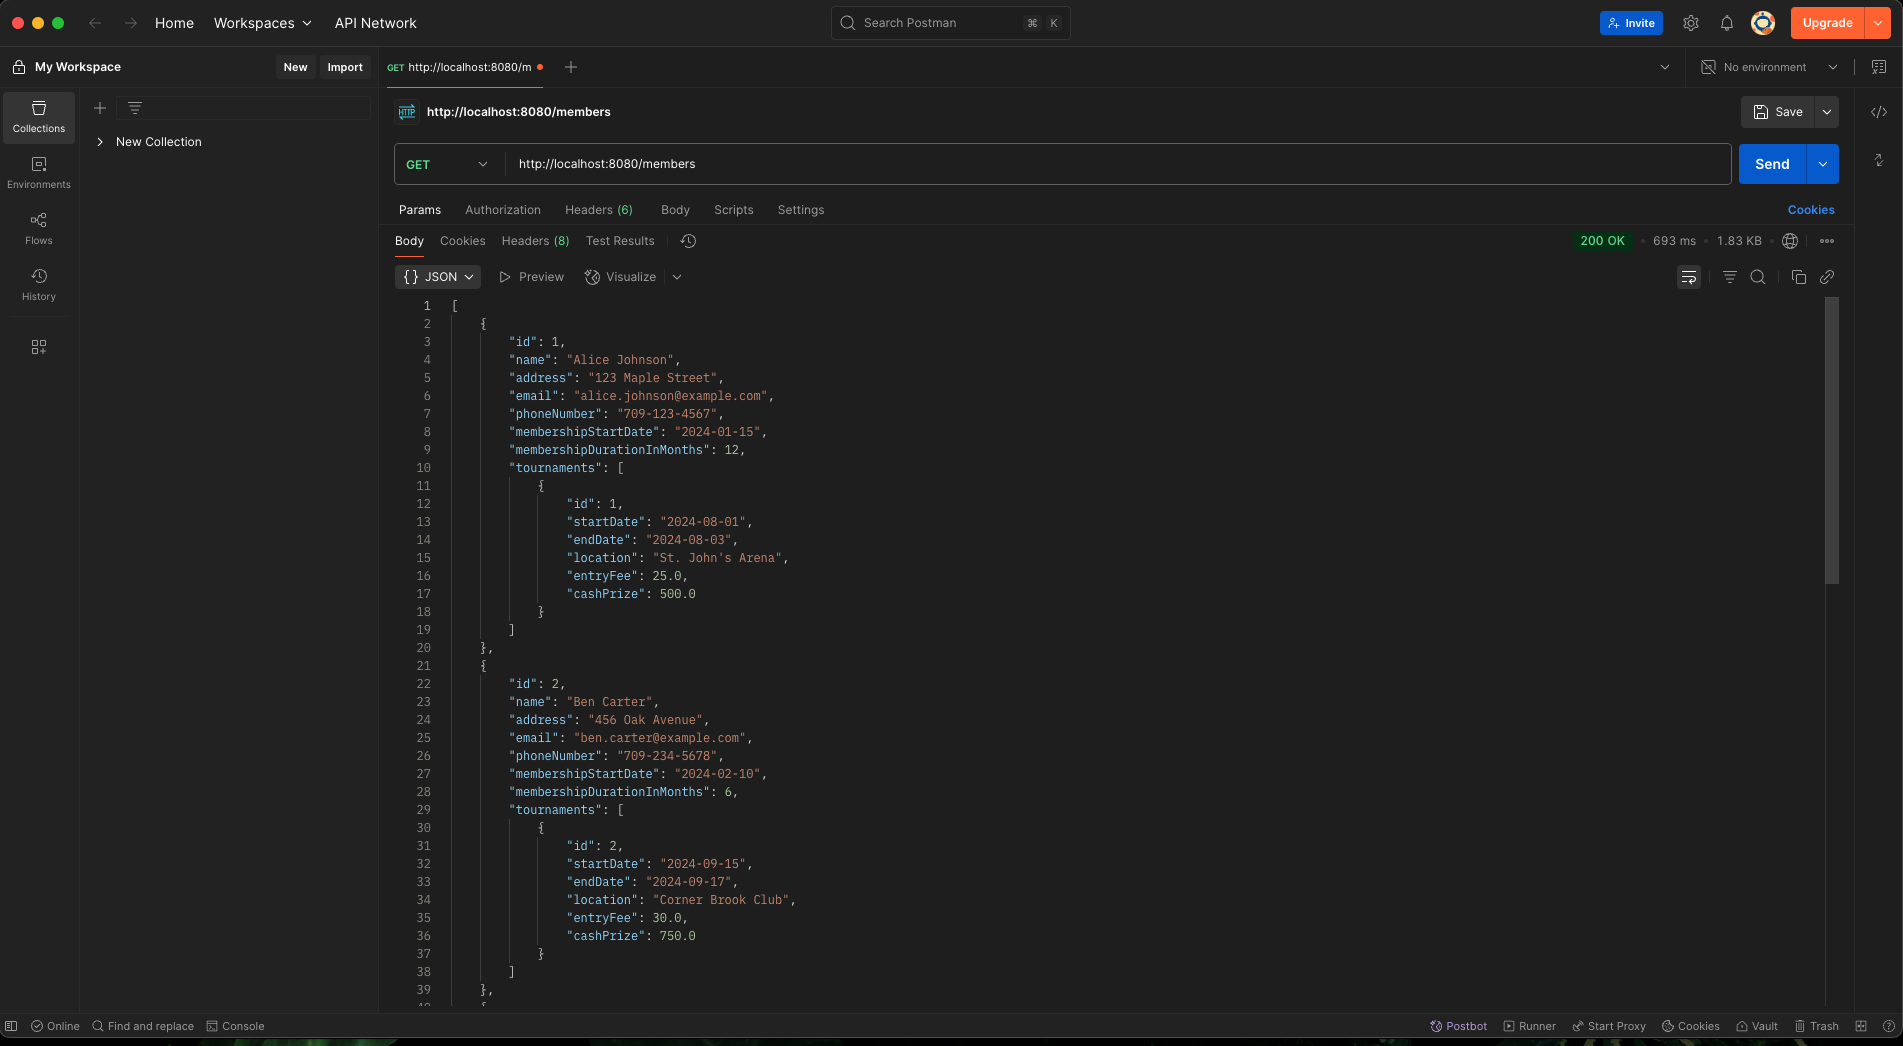 Home Workspaces API Network Search Postman ⌘ K Invite Upgrade
My Workspace New Import GET http://localhost:8080/m No environment
Collections
Environments
Flows
History
New Collection
HTTP http://localhost:8080/members Save
GET http://localhost:8080/members Send
Params Authorization Headers (6) Body Scripts Settings Cookies
Body Cookies Headers (8) Test Results 200 OK 693 ms 1.83 KB
{} JSON Preview Visualize
1 [
2 {
3 "id": 1,
4 "name": "Alice Johnson",
5 "address": "123 Maple Street",
6 "email": "alice.johnson@example.com",
7 "phoneNumber": "709-123-4567",
8 "membershipStartDate": "2024-01-15",
9 "membershipDurationInMonths": 12,
10 "tournaments": [
11 {
12 "id": 1,
13 "startDate": "2024-08-01",
14 "endDate": "2024-08-03",
15 "location": "St. John's Arena",
16 "entryFee": 25.0,
17 "cashPrize": 500.0
18 }
19 ]
20 },
21 {
22 "id": 2,
23 "name": "Ben Carter",
24 "address": "456 Oak Avenue",
25 "email": "ben.carter@example.com",
26 "phoneNumber": "709-234-5678",
27 "membershipStartDate": "2024-02-10",
28 "membershipDurationInMonths": 6,
29 "tournaments": [
30 {
31 "id": 2,
32 "startDate": "2024-09-15",
33 "endDate": "2024-09-17",
34 "location": "Corner Brook Club",
35 "entryFee": 30.0,
36 "cashPrize": 750.0
37 }
38 ]
39 },
Online Find and replace Console Postbot Runner Start Proxy Cookies Vault Trash